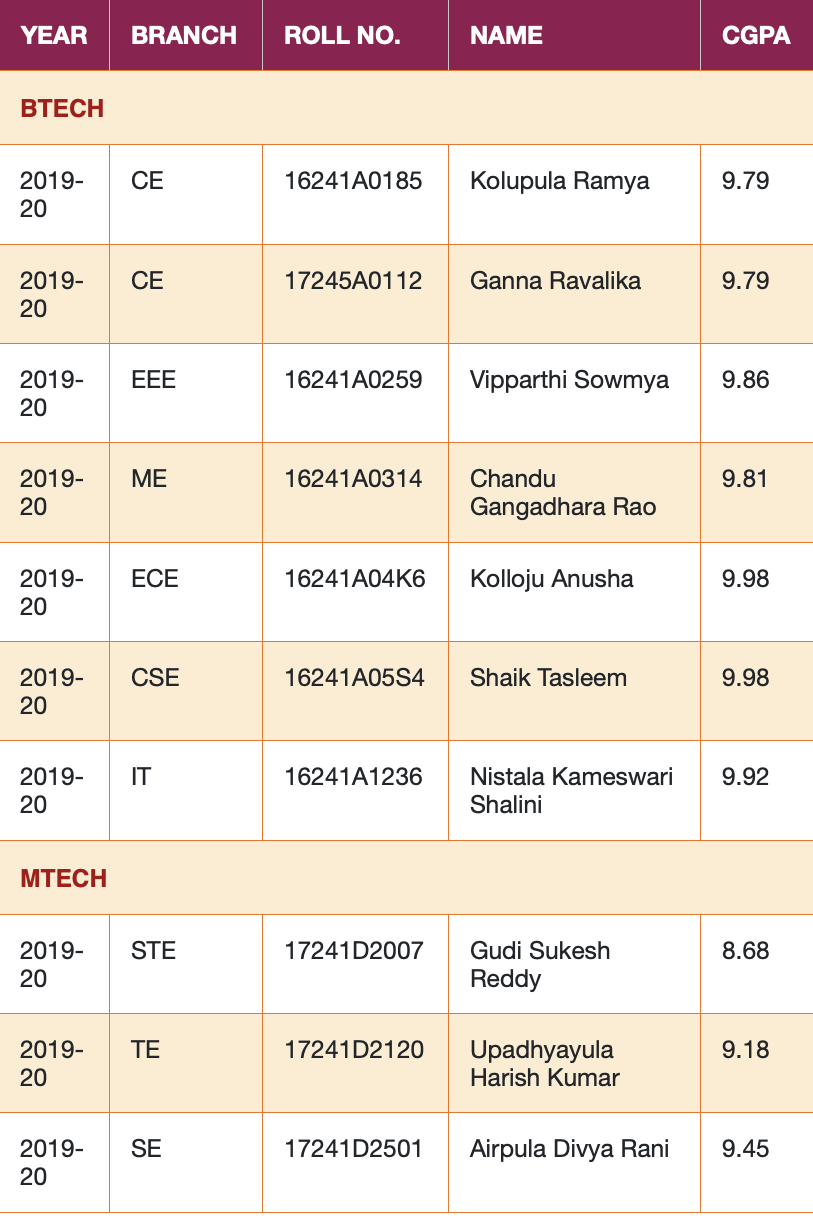 YEAR BRANCH ROLL NO. NAME CGPA
BTECH
2019- CE 16241A0185 Kolupula Ramya 9.79
20
2019- CE 17245A0112 Ganna Ravalika 9.79
20
2019- EEE 16241A0259 Vipparthi Sowmya 9.86
20
2019- ME 16241A0314 Chandu 9.81
20 Gangadhara Rao
2019- ECE 16241A04K6 Kolloju Anusha 9.98
20
2019- CSE 16241A05S4 Shaik Tasleem 9.98
20
2019- IT 16241A1236 Nistala Kameswari 9.92
20 Shalini
MTECH
2019- STE 17241D2007 Gudi Sukesh 8.68
20 Reddy
2019- TE 17241D2120 Upadhyayula 9.18
20 Harish Kumar
2019- SE 17241D2501 Airpula Divya Rani 9.45
20